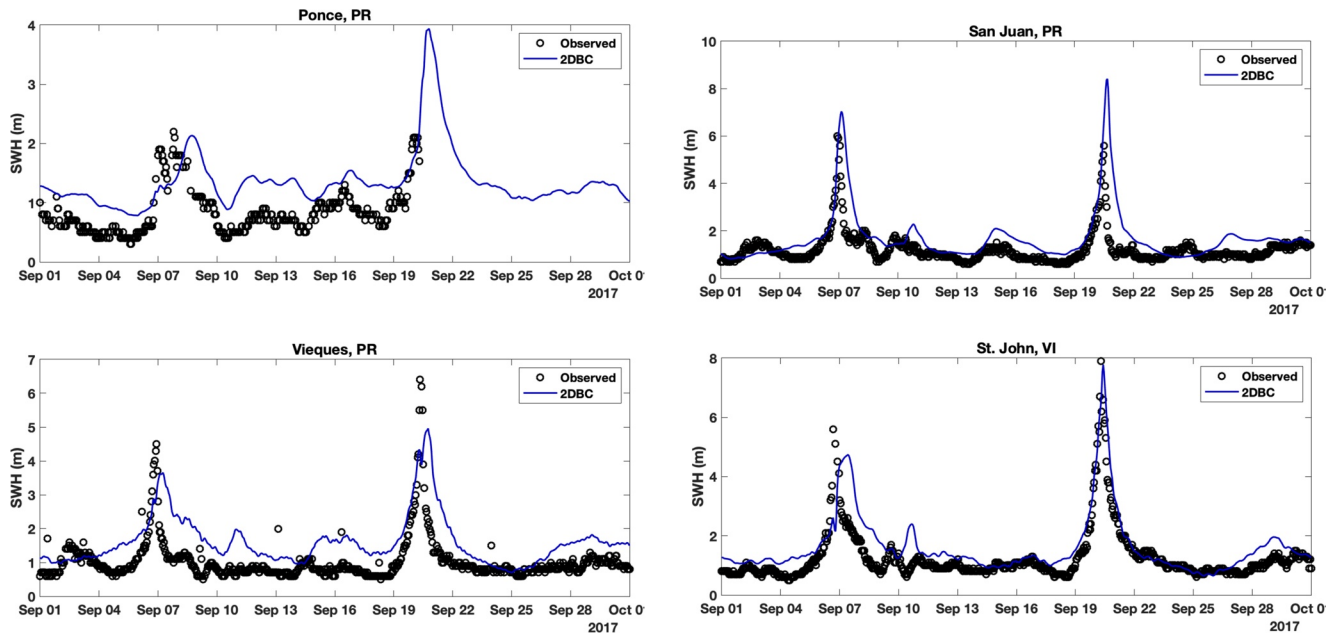 Ponce, PR
4
3
2
1
0
SWH (m)
Observed
2DBC
Sep 01 Sep 04 Sep 07 Sep 10 Sep 13 Sep 16 Sep 19 Sep 22 Sep 25 Sep 28 Oct 0
2017
San Juan, PR
10
8
6
4
2
0
SWH (m)
Observed
2DBC
Sep 01 Sep 04 Sep 07 Sep 10 Sep 13 Sep 16 Sep 19 Sep 22 Sep 25 Sep 28 Oct 0
2017
Vieques, PR
7
6
5
4
3
2
1
0
SWH (m)
Observed
2DBC
Sep 01 Sep 04 Sep 07 Sep 10 Sep 13 Sep 16 Sep 19 Sep 22 Sep 25 Sep 28 Oct 0
2017
St. John, VI
8
6
4
2
0
SWH (m)
Observed
2DBC
Sep 01 Sep 04 Sep 07 Sep 10 Sep 13 Sep 16 Sep 19 Sep 22 Sep 25 Sep 28 Oct 0
2017